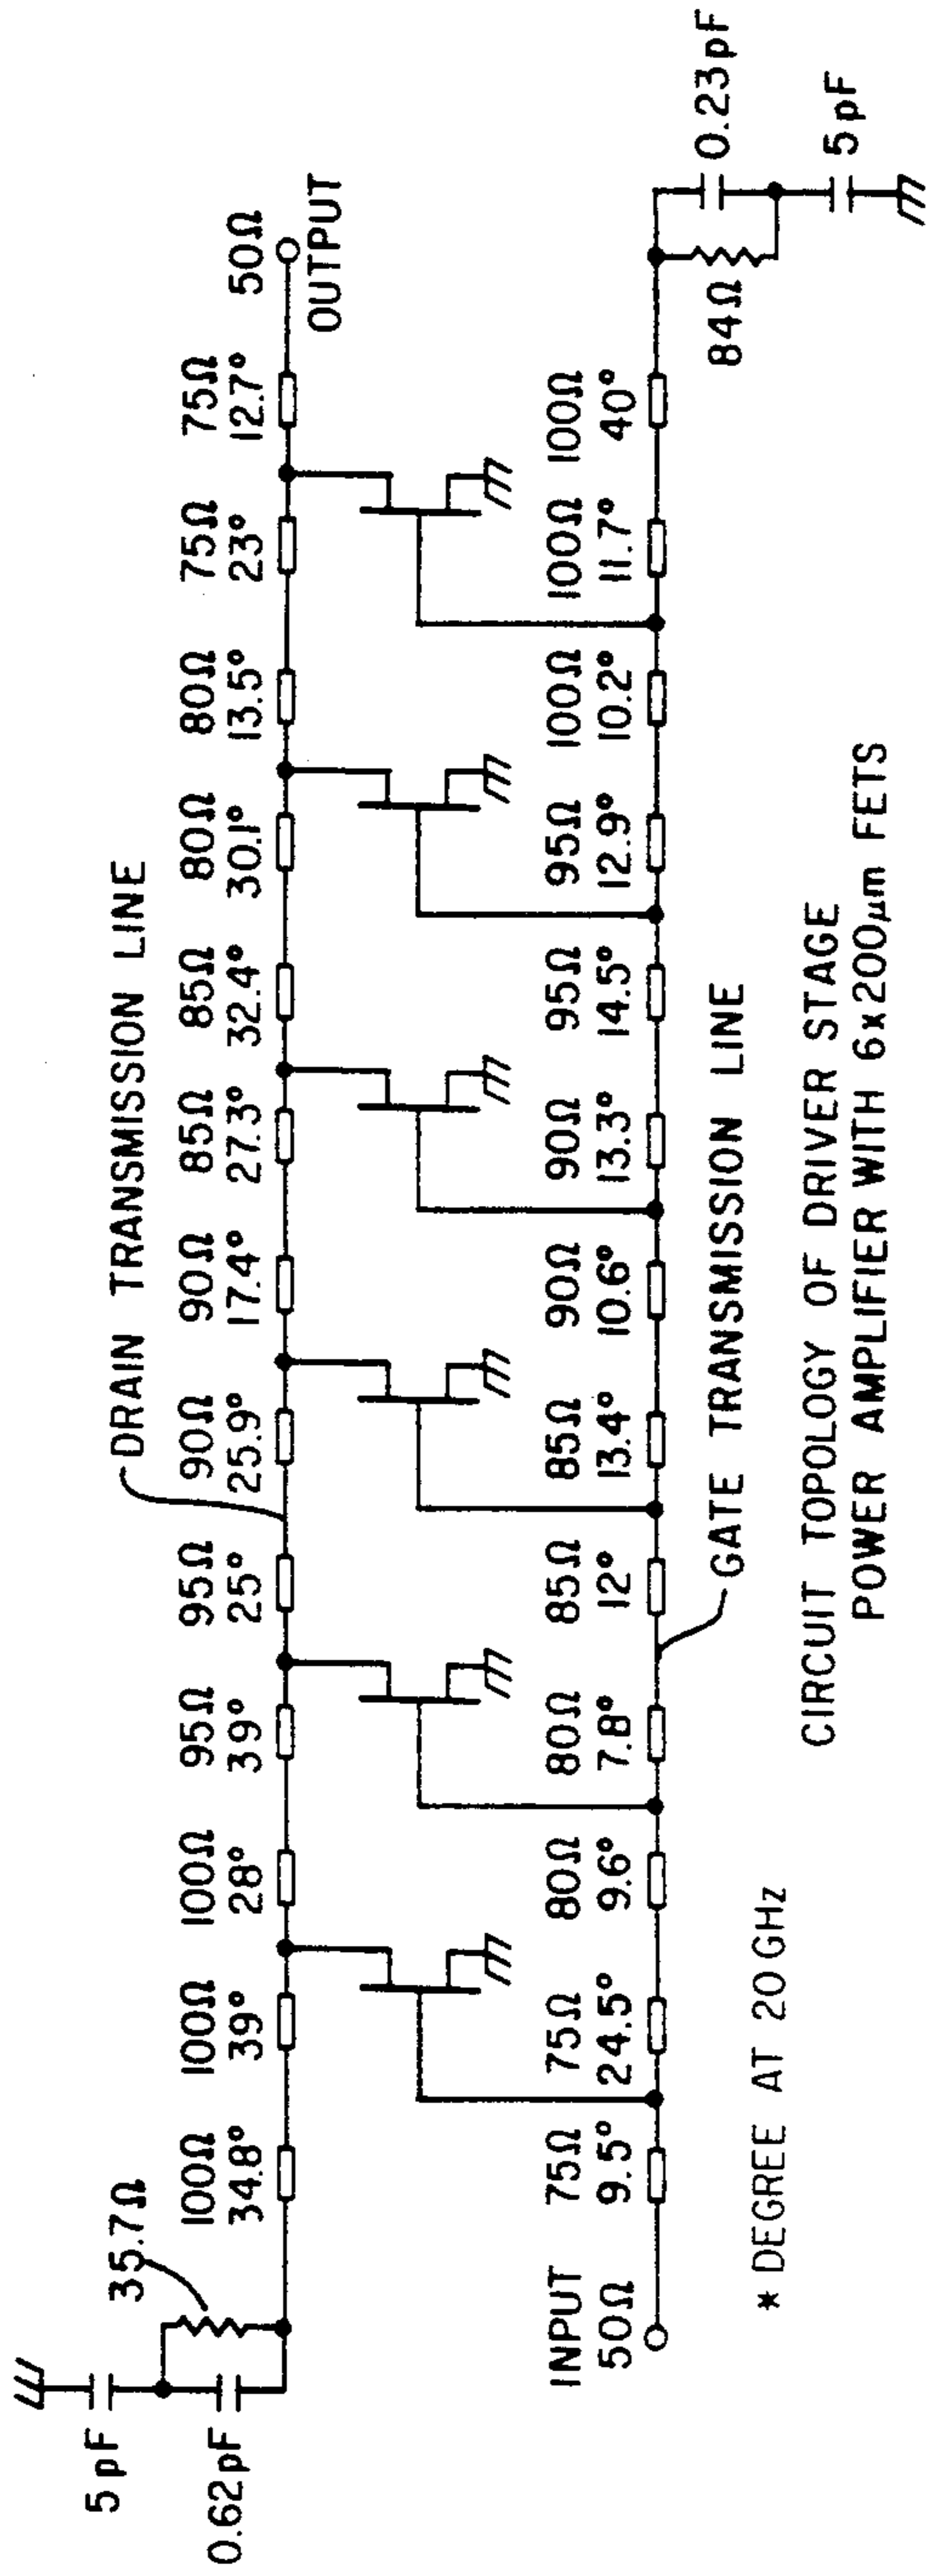 5pF
0.62pF
35.7Ω
100Ω
34.8°
100Ω
39°
100Ω
28°
95Ω
39°
95Ω
25°
90Ω
25.9°
90Ω
17.4°
85Ω
27.3°
85Ω
32.4°
80Ω
30.1°
80Ω
13.5°
75Ω
23°
75Ω
12.7°
50Ω
OUTPUT
DRAIN TRANSMISSION LINE
INPUT
50Ω
75Ω
9.5°
75Ω
24.5°
80Ω
9.6°
80Ω
7.8°
85Ω
12°
85Ω
13.4°
90Ω
10.6°
90Ω
13.3°
95Ω
14.5°
95Ω
12.9°
100Ω
10.2°
100Ω
11.7°
100Ω
40°
84Ω
0.23pF
5pF
GATE TRANSMISSION LINE
* DEGREE AT 20GHz
CIRCUIT TOPOLOGY OF DRIVER STAGE
POWER AMPLIFIER WITH 6x200μm FETS